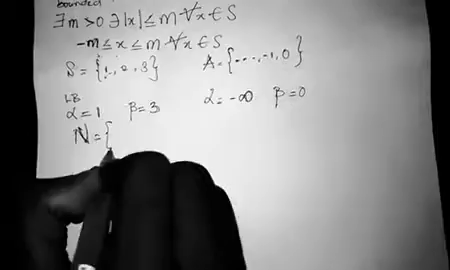 bounded
∃ m > 0 ∋ |x| ≤ m ∀ x ∈ S
-m ≤ x ≤ m ∀ x ∈ S
S = {1, 2, 3}    A = {...., -1, 0}
LB
α = 1    β = 3    α = -∞    β = 0
N = {